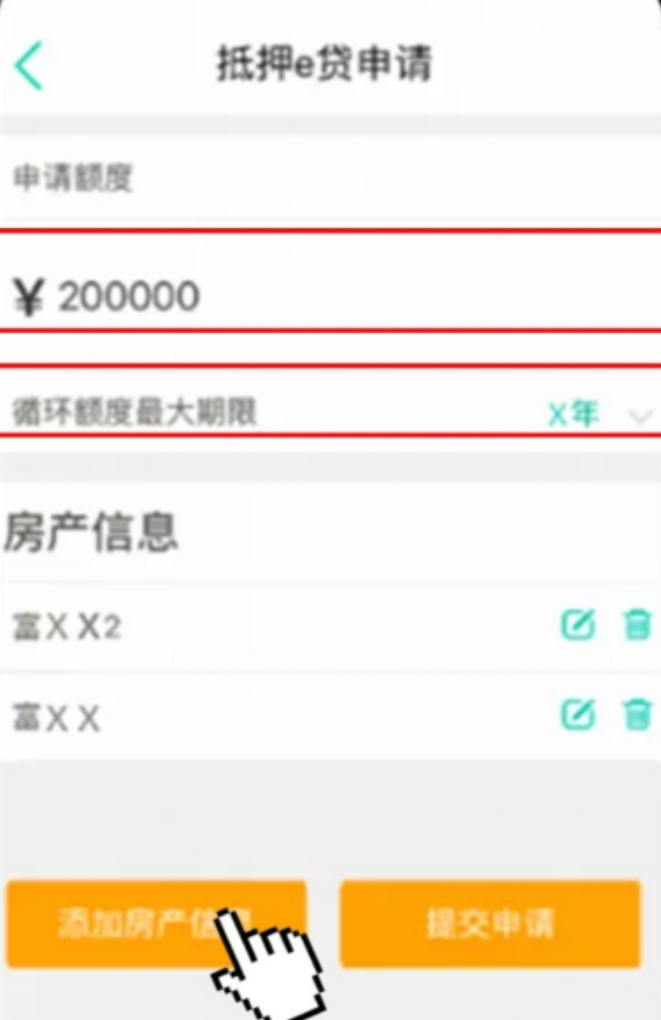 抵押e贷申请
申请额度
¥ 200000
循环额度最大期限 X年
房产信息
富X X2
富X X
添加房产信息 提交申请